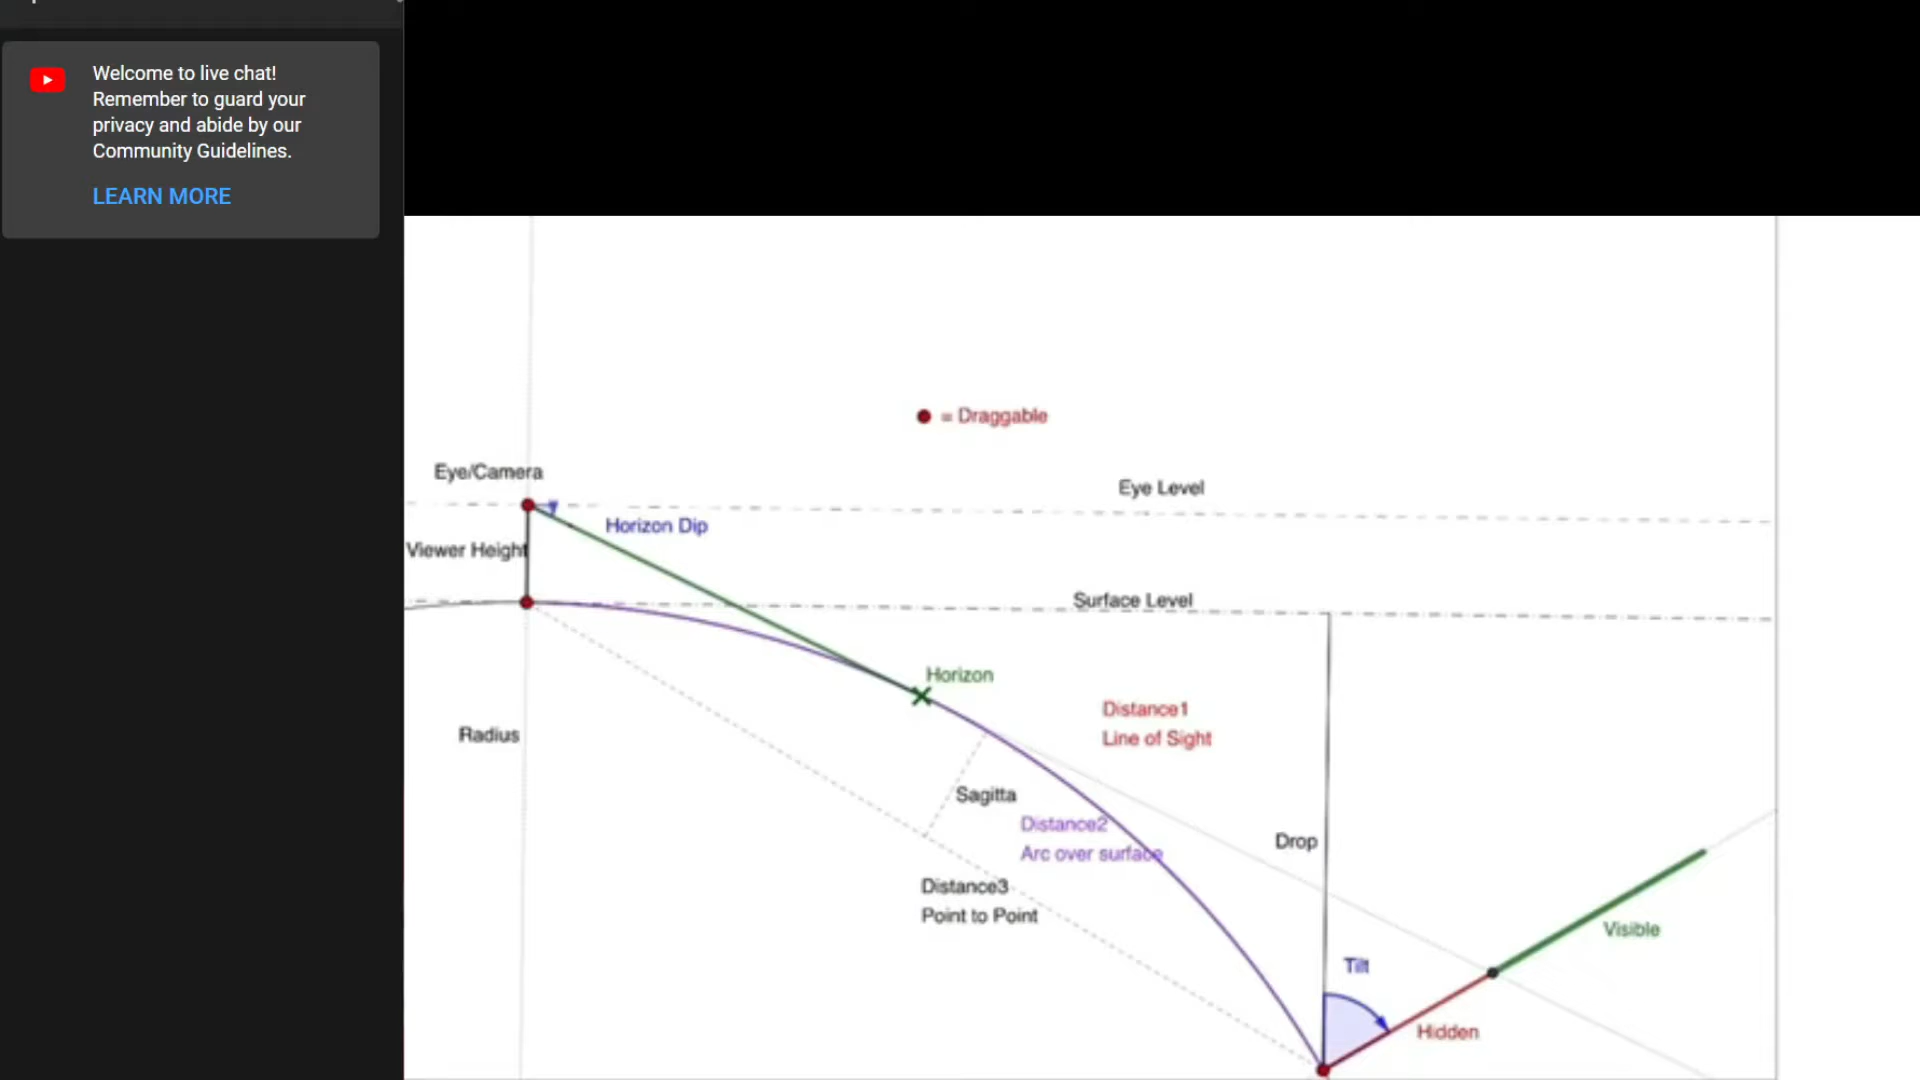 Welcome to live chat!
Remember to guard your
privacy and abide by our
Community Guidelines.
LEARN MORE
= Draggable
Eye/Camera
Eye Level
Horizon Dip
Viewer Height
Surface Level
Horizon
Distance1
Line of Sight
Radius
Sagitta
Distance2
Arc over surface
Drop
Distance3
Point to Point
Visible
Tilt
Hidden